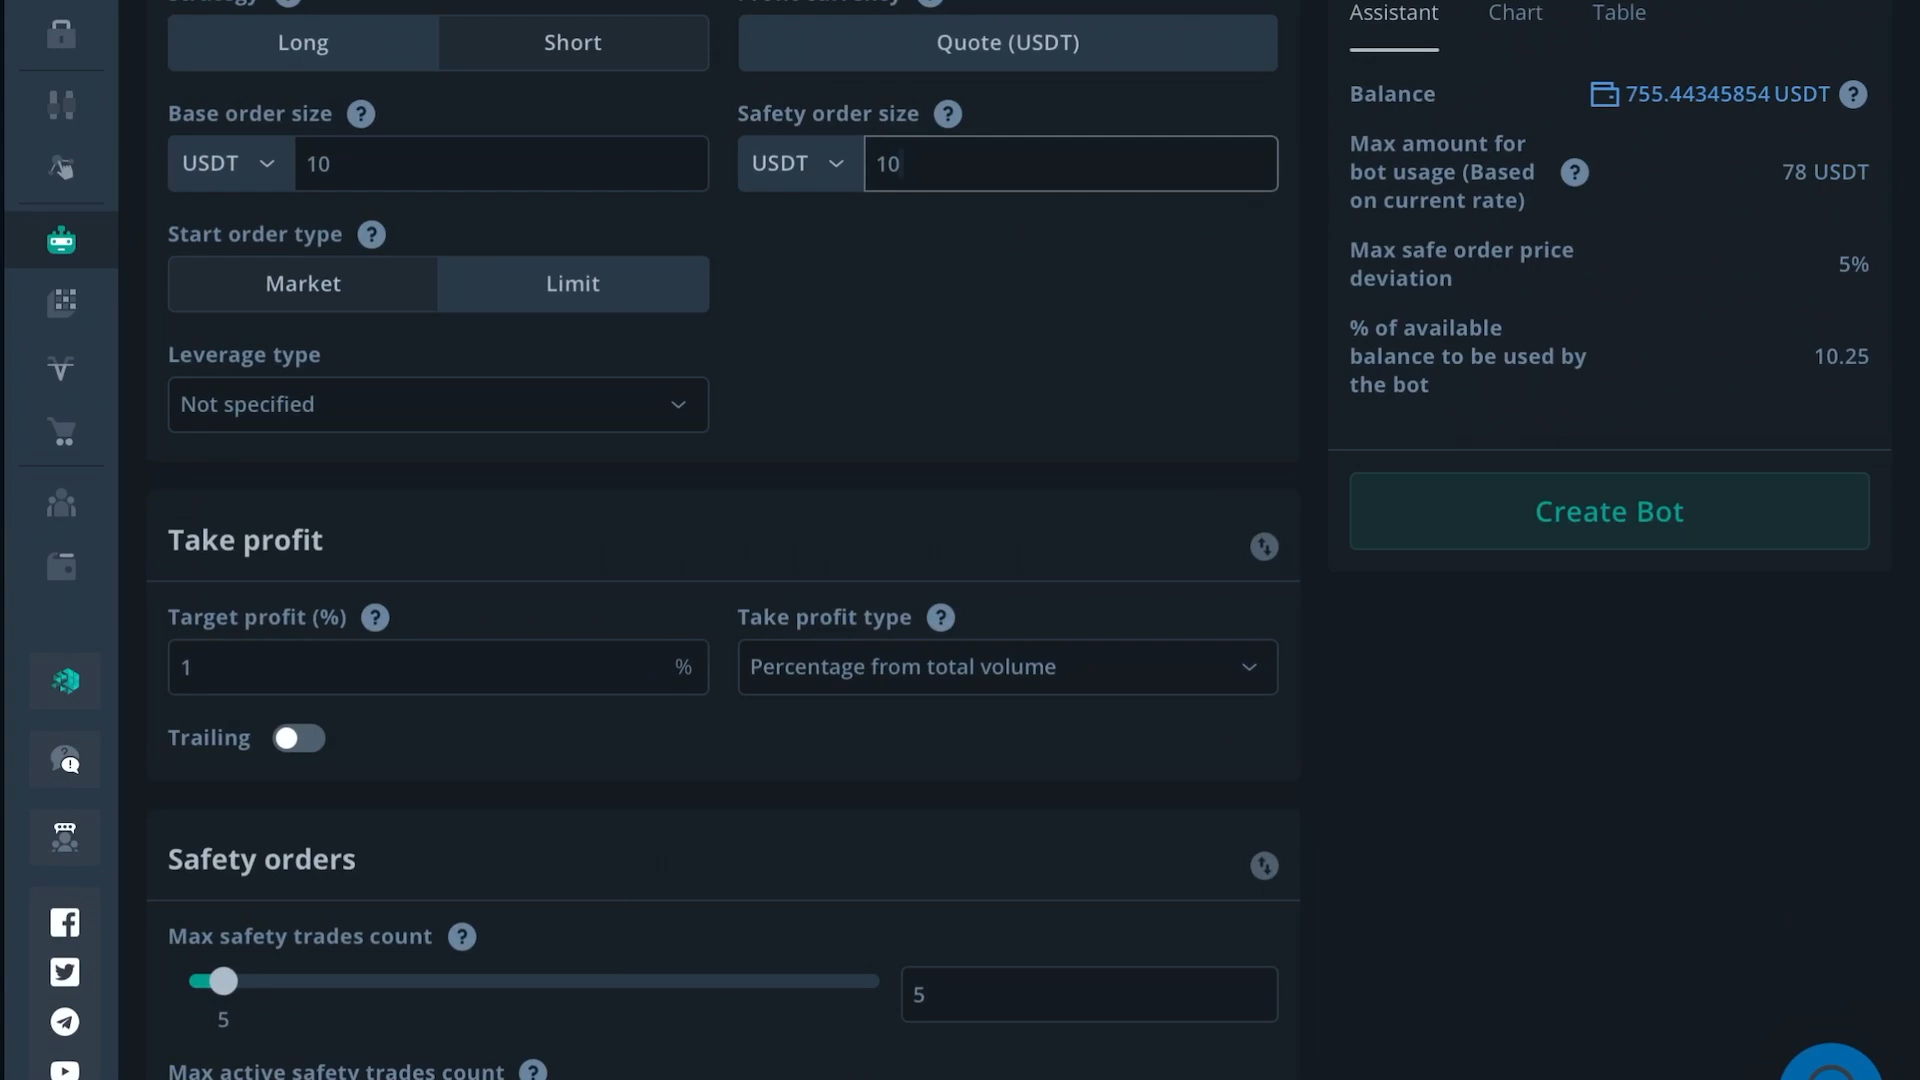 Strategy ?
Profit currency ?
Long
Short
Quote (USDT)
Base order size ?
Safety order size ?
USDT
10
USDT
10
Start order type ?
Market
Limit
Leverage type
Not specified
Take profit
Target profit (%) ?
Take profit type ?
1
%
Percentage from total volume
Trailing
Safety orders
Max safety trades count ?
5
5
Max active safety trades count ?
Assistant
Chart
Table
Balance
755.44345854 USDT ?
Max amount for
bot usage (Based
on current rate)
?
78 USDT
Max safe order price
deviation
5%
% of available
balance to be used by
the bot
10.25
Create Bot